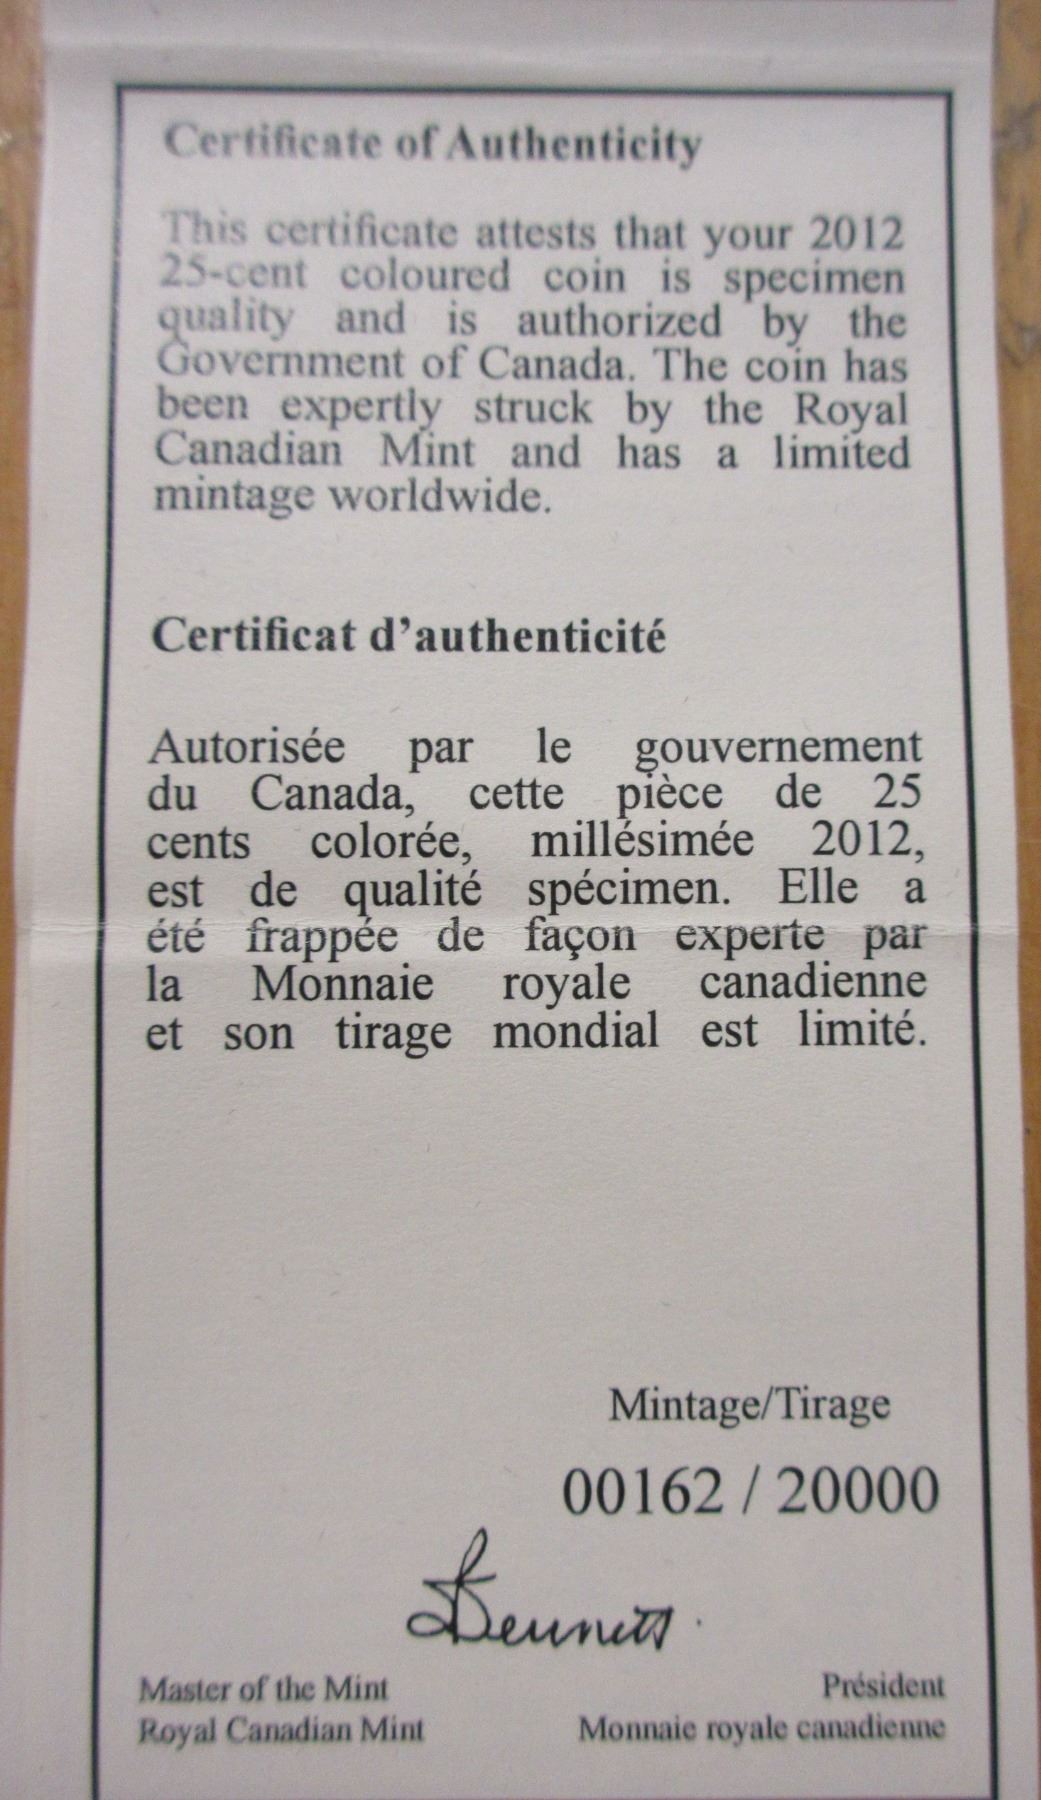 Certificate of Authenticity
This certificate attests that your 2012
25-cent coloured coin is specimen
quality and is authorized by the
Government of Canada. The coin has
been expertly struck by the Royal
Canadian Mint and has a limited
mintage worldwide.
Certificat d’authenticité
Autorisée par le gouvernement
du Canada, cette pièce de 25
cents colorée, millésimée 2012,
est de qualité spécimen. Elle a
été frappée de façon experte par
la Monnaie royale canadienne
et son tirage mondial est limité.
Mintage/Tirage
00162 / 20000
Bennett
Master of the Mint
Royal Canadian Mint
Président
Monnaie royale canadienne